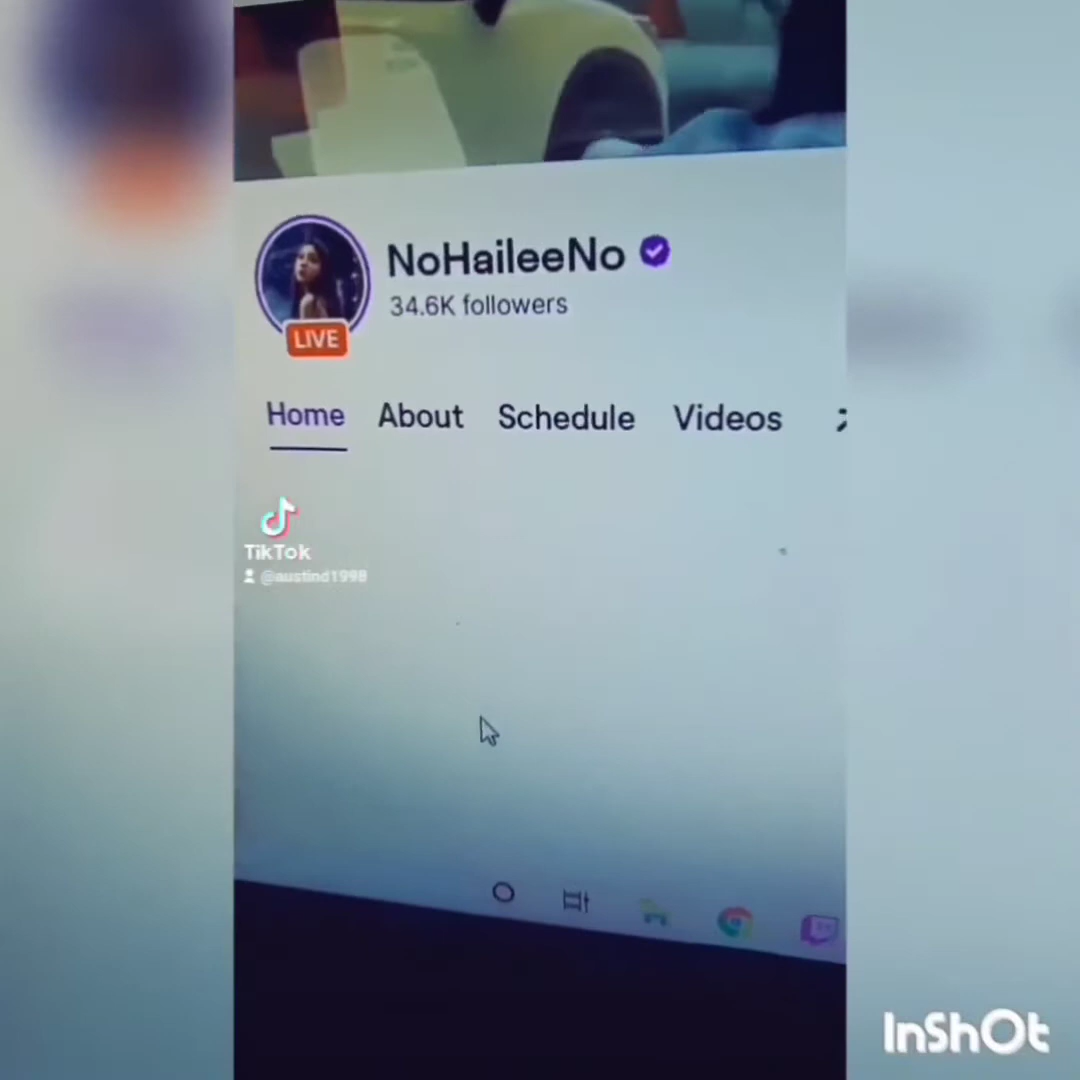 NoHaileeNo
34.6K followers
LIVE
Home About Schedule Videos
TikTok
@austind1998
InShOt